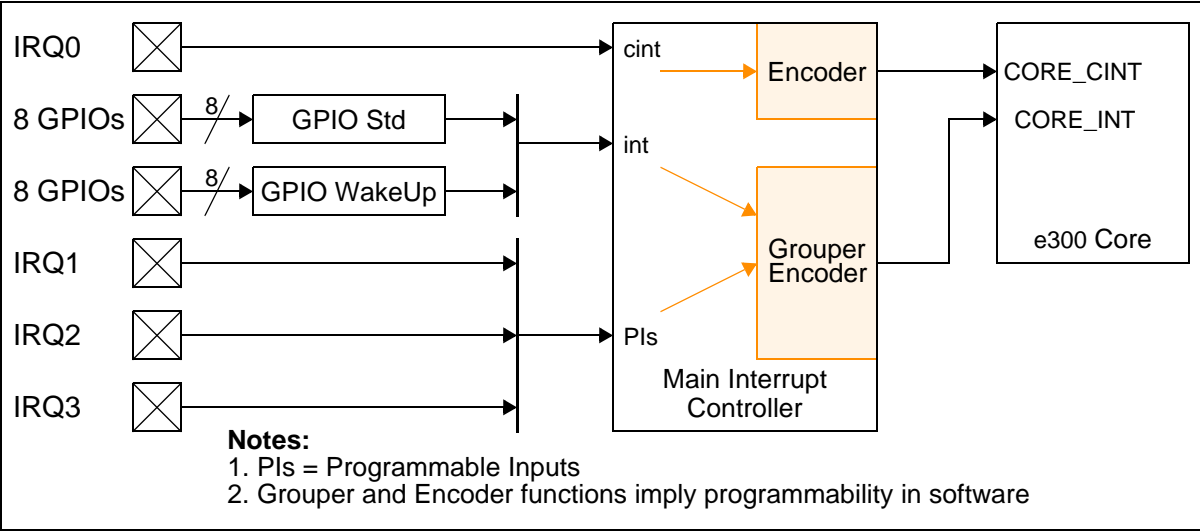 IRQ0
cint
Encoder
CORE_CINT
8 GPIOs
8
GPIO Std
CORE_INT
int
8 GPIOs
8
GPIO WakeUp
IRQ1
Grouper
Encoder
e300 Core
IRQ2
PIs
IRQ3
Main Interrupt
Controller
Notes:
1. PIs = Programmable Inputs
2. Grouper and Encoder functions imply programmability in software